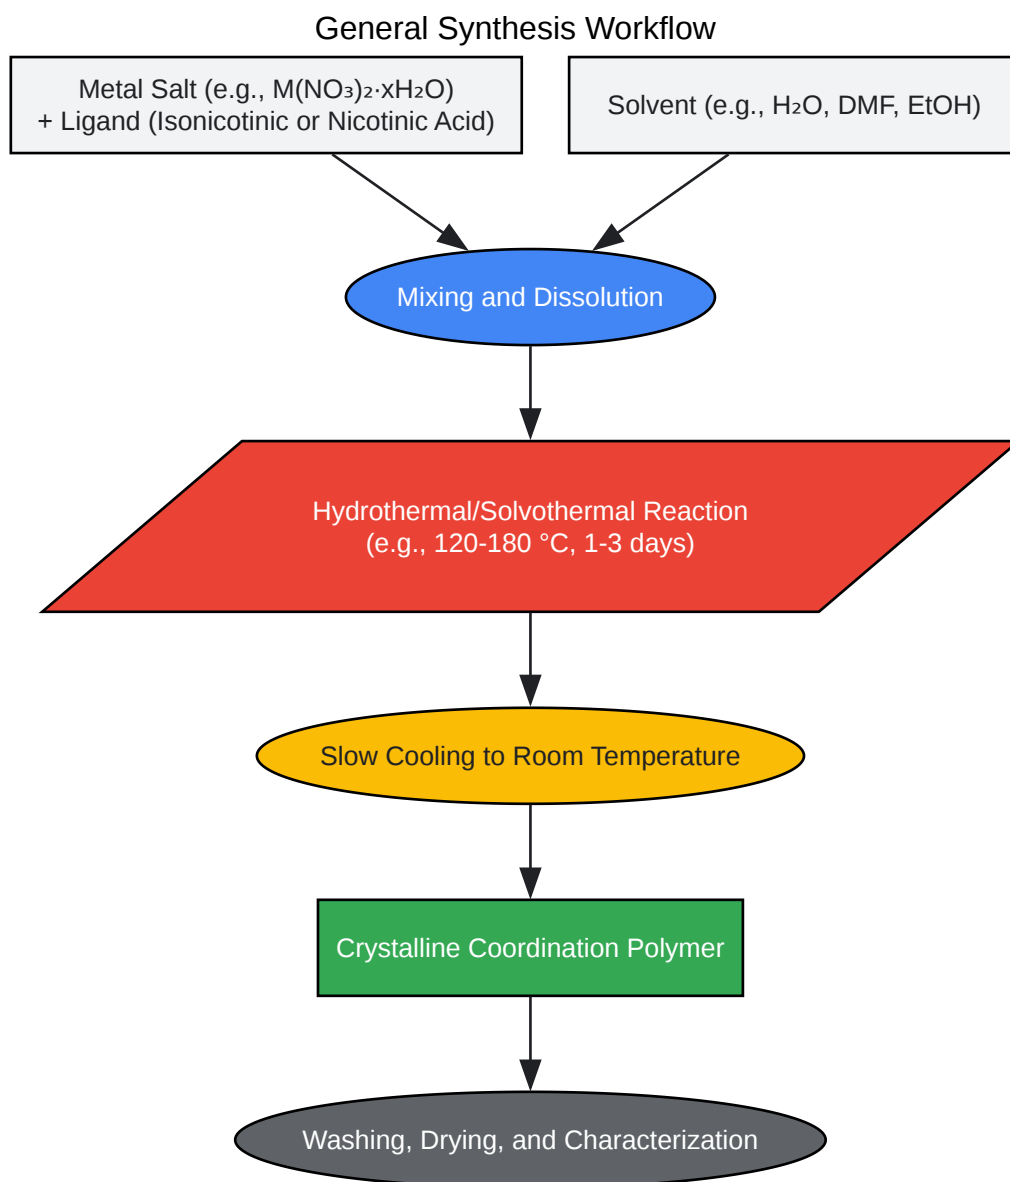 General Synthesis Workflow
Metal Salt (e.g., M(NO₃)₂·xH₂O)
+ Ligand (Isonicotinic or Nicotinic Acid)
Solvent (e.g., H₂O, DMF, EtOH)
Mixing and Dissolution
Hydrothermal/Solvothermal Reaction
(e.g., 120-180 °C, 1-3 days)
Slow Cooling to Room Temperature
Crystalline Coordination Polymer
Washing, Drying, and Characterization